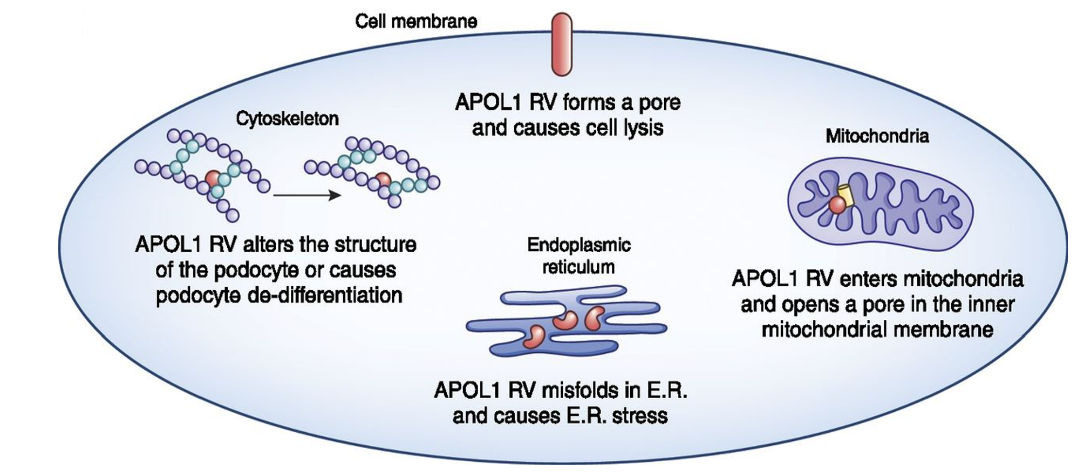 Cell membrane
APOL1 RV forms a pore
and causes cell lysis
Cytoskeleton
APOL1 RV alters the structure
of the podocyte or causes
podocyte de-differentiation
Mitochondria
APOL1 RV enters mitochondria
and opens a pore in the inner
mitochondrial membrane
Endoplasmic
reticulum
APOL1 RV misfolds in E.R.
and causes E.R. stress